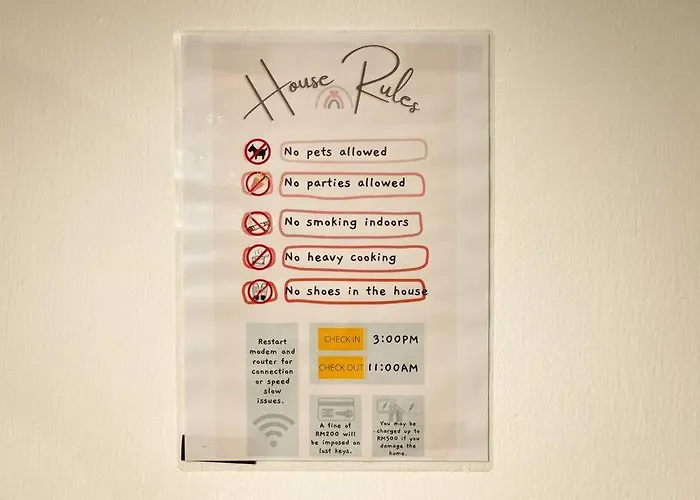 House Rules
No pets allowed
No parties allowed
No smoking indoors
No heavy cooking
No shoes in the house
Restart
modem and
router for
connection
or speed
slow
issues.
CHECK IN 3:00PM
CHECK OUT 11:00AM
A fine of
RM200 will
be imposed on
lost keys.
You may be
charged up to
RM500 if you
damage the
home.